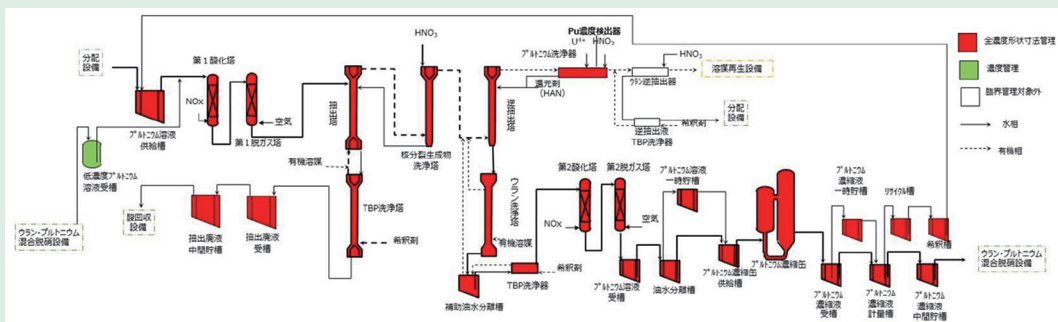 分配
設備
第１酸化塔
NOx
空気
プルトニウム溶液
供給槽
第１脱ガス塔
低濃度プルトニウム
溶液受槽
ウラン・プルトニウム
混合脱硝設備
酸回収
設備
抽出廃液
中間貯槽
抽出廃液
受槽
抽出塔
有機溶媒
TBP洗浄塔
希釈剤
HNO₃
核分裂生成物
洗浄塔
逆抽出塔
ウラン洗浄塔
有機溶媒
補助油水分離槽
Pu濃度検出器
プルトニウム洗浄器
U⁴⁺
HNO₃
還元剤
（HAN）
HNO₃
ウラン逆抽出器
溶媒再生設備
分配
設備
逆抽出液
TBP洗浄器
希釈剤
TBP洗浄器
希釈剤
第2酸化塔
NOx
第2脱ガス塔
空気
プルトニウム溶液
受槽
プルトニウム溶液
一時貯槽
油水分離槽
プルトニウム濃縮缶
供給槽
プルトニウム濃縮缶
プルトニウム
濃縮液
受槽
プルトニウム
濃縮液
一時貯槽
プルトニウム
濃縮液
計量槽
リサイクル槽
希釈槽
プルトニウム
濃縮液
中間貯槽
ウラン・プルトニウム
混合脱硝設備
全濃度形状寸法管理
濃度管理
臨界管理対象外
水相
有機相